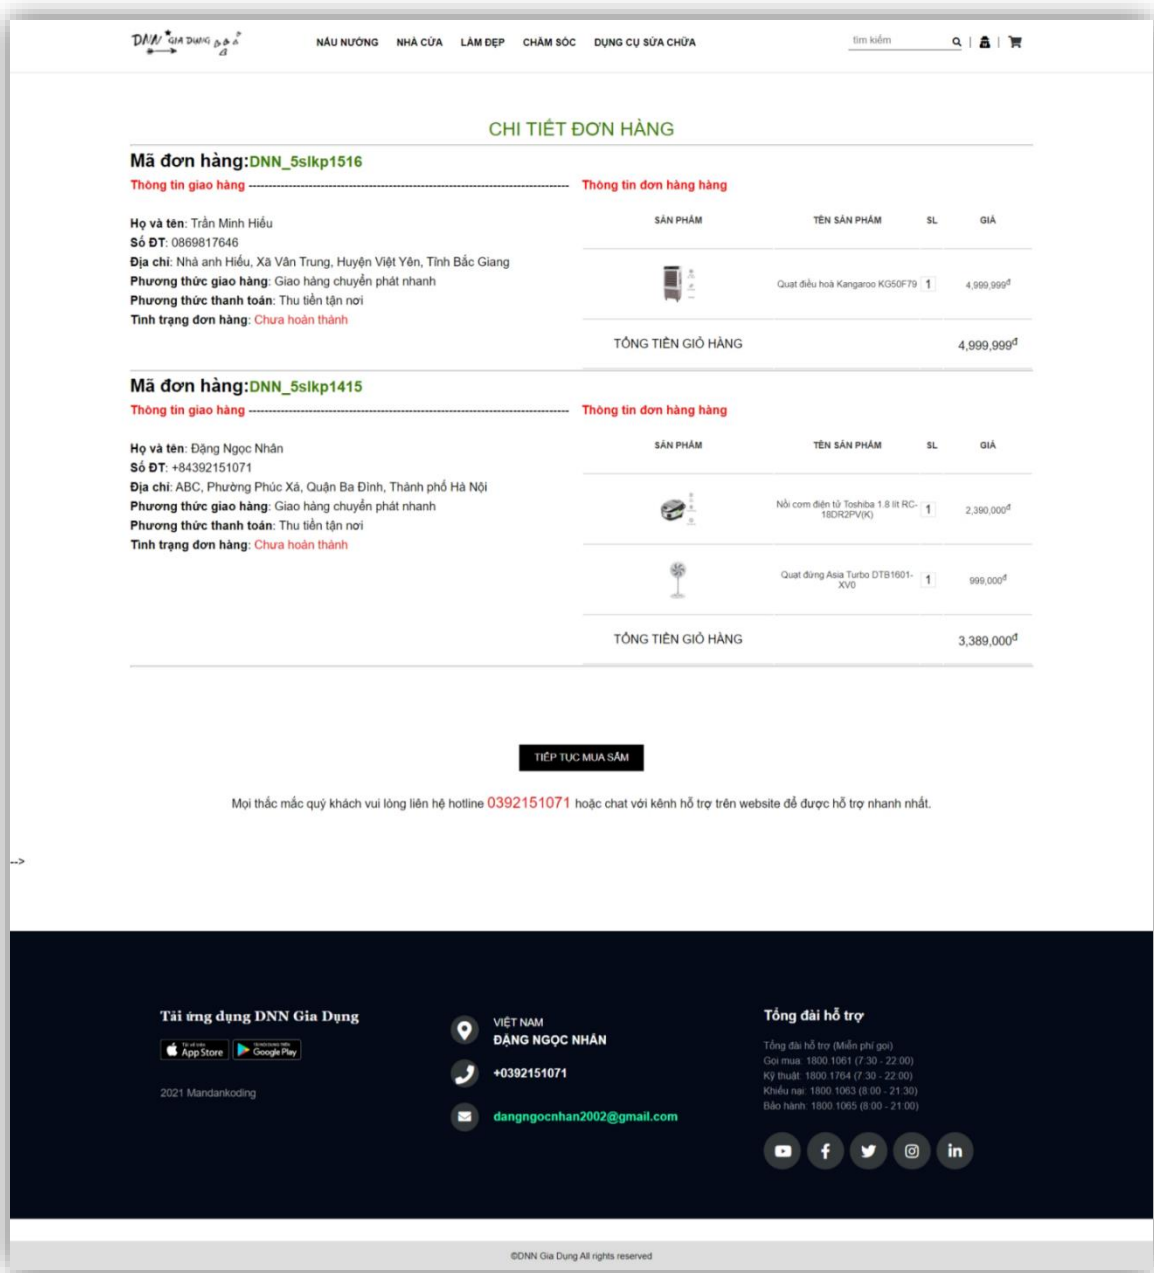 DNN GIA DUNG
NẤU NƯỚNG NHÀ CỬA LÀM ĐẸP CHĂM SÓC DỤNG CỤ SỬA CHỮA
tìm kiếm
CHI TIẾT ĐƠN HÀNG
Mã đơn hàng:DNN_5slkp1516
Thông tin giao hàng --------------------------------------------------------------------------------
Họ và tên: Trần Minh Hiếu
Số ĐT: 0869817646
Địa chỉ: Nhà anh Hiếu, Xã Vân Trung, Huyện Việt Yên, Tỉnh Bắc Giang
Phương thức giao hàng: Giao hàng chuyển phát nhanh
Phương thức thanh toán: Thu tiền tận nơi
Tình trạng đơn hàng: Chưa hoàn thành
Thông tin đơn hàng hàng
SẢN PHẨM TÊN SẢN PHẨM SL GIÁ
Quạt điều hoà Kangaroo KG50F79 1 4,999,999đ
TỔNG TIỀN GIỎ HÀNG 4,999,999đ
Mã đơn hàng:DNN_5slkp1415
Thông tin giao hàng --------------------------------------------------------------------------------
Họ và tên: Đặng Ngọc Nhân
Số ĐT: +84392151071
Địa chỉ: ABC, Phường Phúc Xá, Quận Ba Đình, Thành phố Hà Nội
Phương thức giao hàng: Giao hàng chuyển phát nhanh
Phương thức thanh toán: Thu tiền tận nơi
Tình trạng đơn hàng: Chưa hoàn thành
Thông tin đơn hàng hàng
SẢN PHẨM TÊN SẢN PHẨM SL GIÁ
Nồi cơm điện tử Toshiba 1.8 lít RC-
18DR2PV(K) 1 2,390,000đ
Quạt đứng Asia Turbo DTB1601-
XV0 1 999,000đ
TỔNG TIỀN GIỎ HÀNG 3,389,000đ
TIẾP TỤC MUA SẮM
Mọi thắc mắc quý khách vui lòng liên hệ hotline 0392151071 hoặc chat với kênh hỗ trợ trên website để được hỗ trợ nhanh nhất.
-->
Tải ứng dụng DNN Gia Dụng
App Store
Google Play
2021 Mandankoding
VIỆT NAM
ĐẶNG NGỌC NHÂN
+0392151071
dangngocnhan2002@gmail.com
Tổng đài hỗ trợ
Tổng đài hỗ trợ (Miễn phí gọi)
Gọi mua: 1800.1061 (7:30 - 22:00)
Kỹ thuật: 1800.1764 (7:30 - 22:00)
Khiếu nại: 1800.1063 (8:00 - 21:30)
Bảo hành: 1800.1065 (8:00 - 21:00)
©DNN Gia Dung All rights reserved